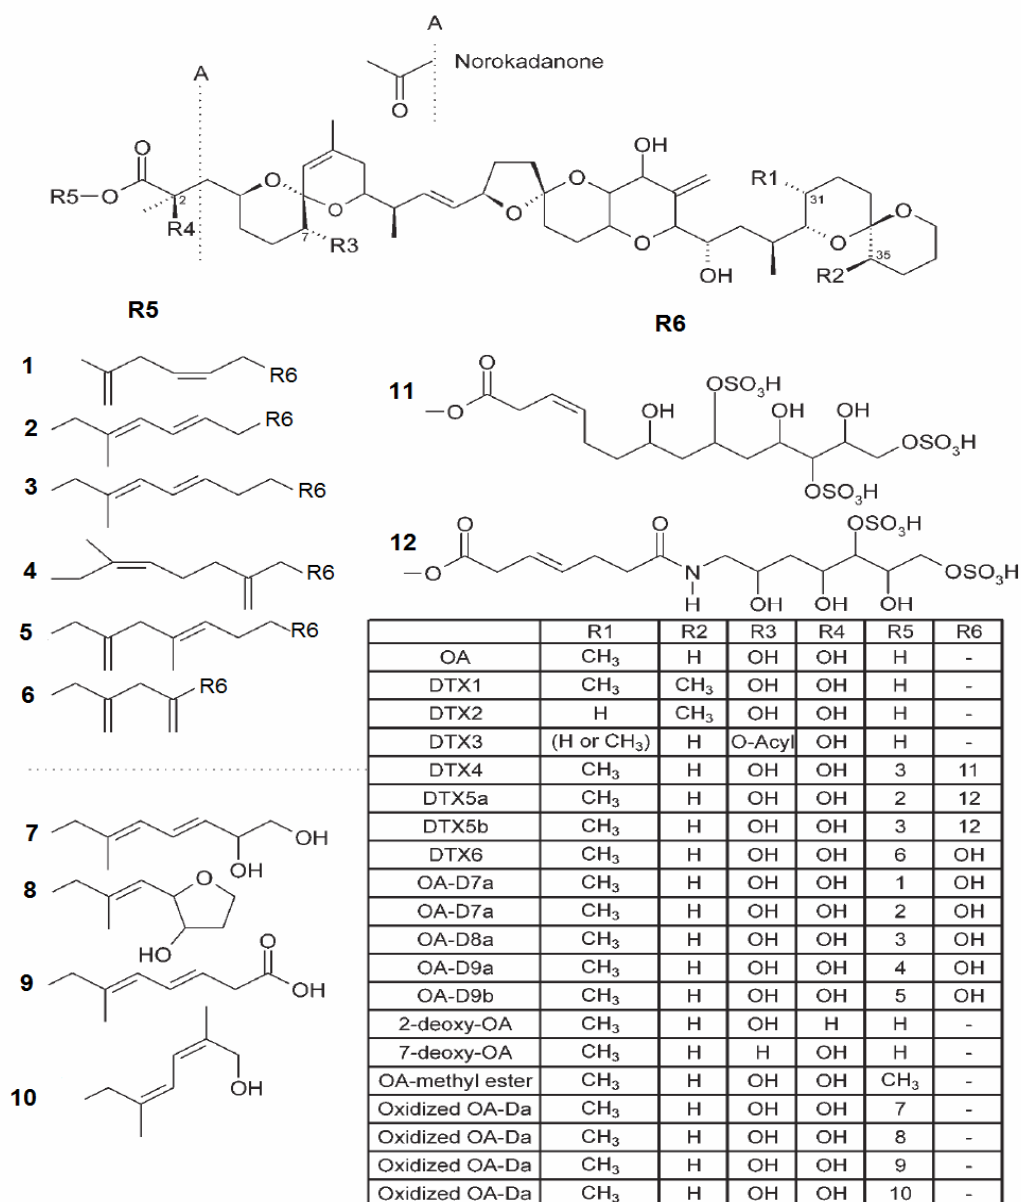 A
Norokadanone
O
A
O
OH
R5
O
2
R4
O
O
7
R3
O
O
O
OH
R1
31
O
O
35
R2
R5
R6
1
R6
2
R6
3
R6
4
R6
5
R6
6
R6
7
OH
OH
8
O
HO
9
O
OH
10
OH
11
O
O
OH
OSO3H
OH
OH
OSO3H
OSO3H
12
O
O
O
N
H
OH
OH
OSO3H
OH
OSO3H
R1 R2 R3 R4 R5 R6
OA CH3 H OH OH H -
DTX1 CH3 CH3 OH OH H -
DTX2 H CH3 OH OH H -
DTX3 (H or CH3) H O-Acyl OH H -
DTX4 CH3 H OH OH 3 11
DTX5a CH3 H OH OH 2 12
DTX5b CH3 H OH OH 3 12
DTX6 CH3 H OH OH 6 OH
OA-D7a CH3 H OH OH 1 OH
OA-D7a CH3 H OH OH 2 OH
OA-D8a CH3 H OH OH 3 OH
OA-D9a CH3 H OH OH 4 OH
OA-D9b CH3 H OH OH 5 OH
2-deoxy-OA CH3 H OH H H -
7-deoxy-OA CH3 H H OH H -
OA-methyl ester CH3 H OH OH CH3 -
Oxidized OA-Da CH3 H OH OH 7 -
Oxidized OA-Da CH3 H OH OH 8 -
Oxidized OA-Da CH3 H OH OH 9 -
Oxidized OA-Da CH3 H OH OH 10 -